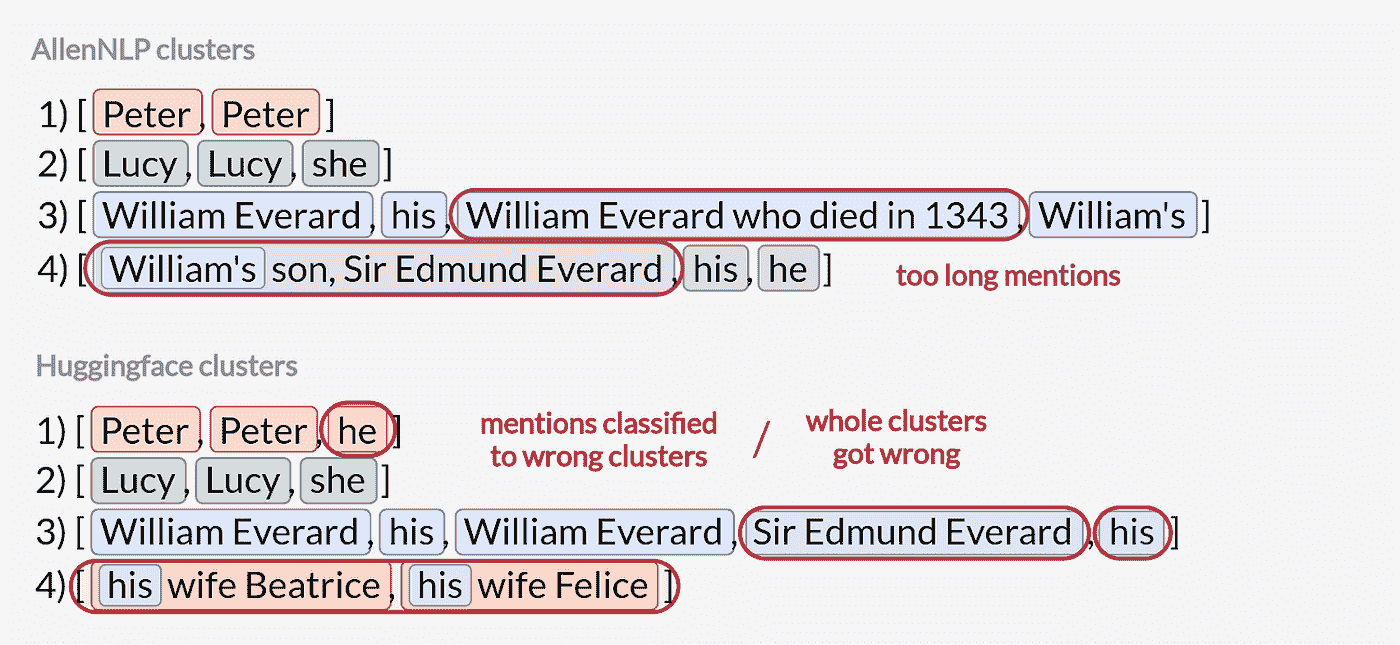 AllenNLP clusters
1) [ Peter, Peter ]
2) [ Lucy, Lucy, she ]
3) [ William Everard, his, William Everard who died in 1343, William's ]
4) [ William's son, Sir Edmund Everard, his, he ]
too long mentions
Huggingface clusters
1) [ Peter, Peter, he ]
mentions classified
to wrong clusters
/
whole clusters
got wrong
2) [ Lucy, Lucy, she ]
3) [ William Everard, his, William Everard, Sir Edmund Everard, his ]
4) [ his wife Beatrice, his wife Felice ]